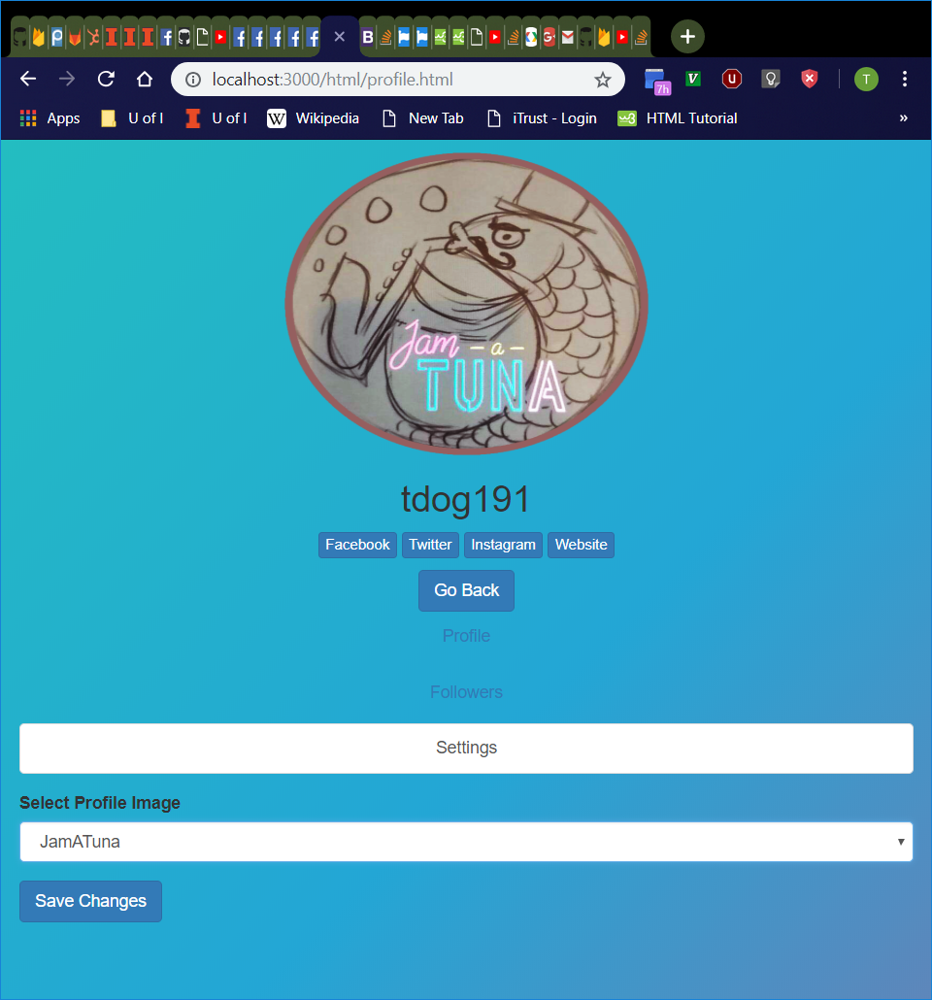 localhost:3000/html/profile.html
7h
T
Apps U of I U of I Wikipedia New Tab iTrust - Login HTML Tutorial »
Jam - a -
TUNA
tdog191
Facebook Twitter Instagram Website
Go Back
Profile
Followers
Settings
Select Profile Image
JamATuna
Save Changes